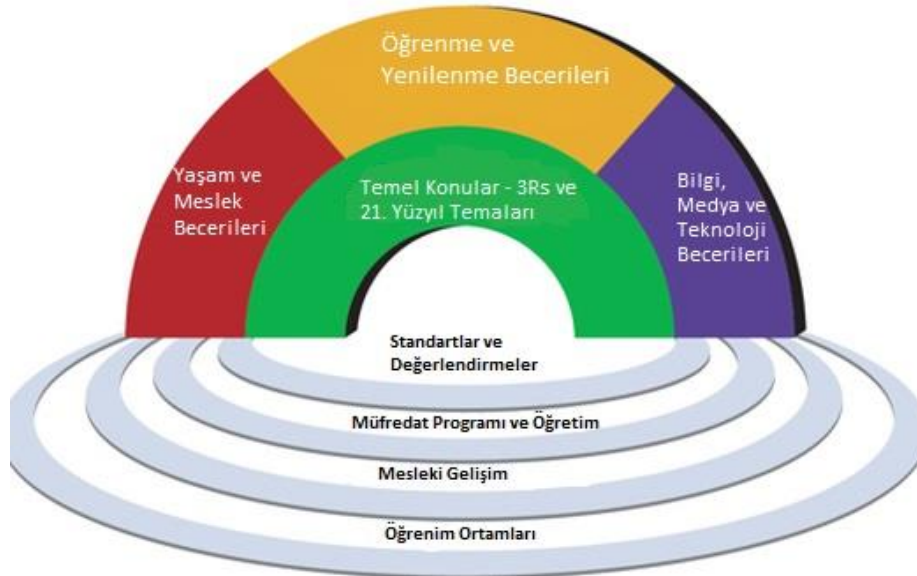 Öğrenme ve
Yenilenme Becerileri
Yaşam ve
Meslek
Becerileri
Temel Konular - 3Rs ve
21. Yüzyıl Temaları
Bilgi,
Medya ve
Teknoloji
Becerileri
Standartlar ve
Değerlendirmeler
Müfredat Programı ve Öğretim
Mesleki Gelişim
Öğrenim Ortamları